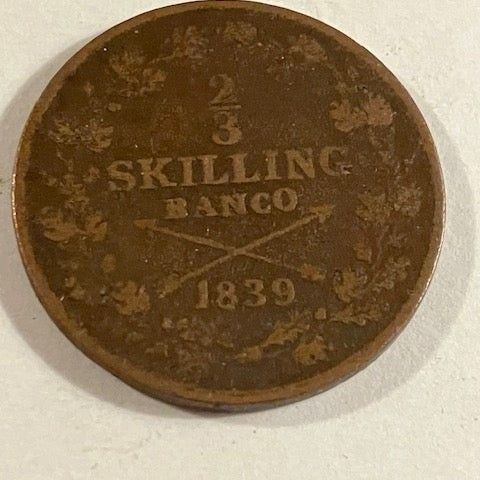 2/3
SKILLING
BANCO
1839